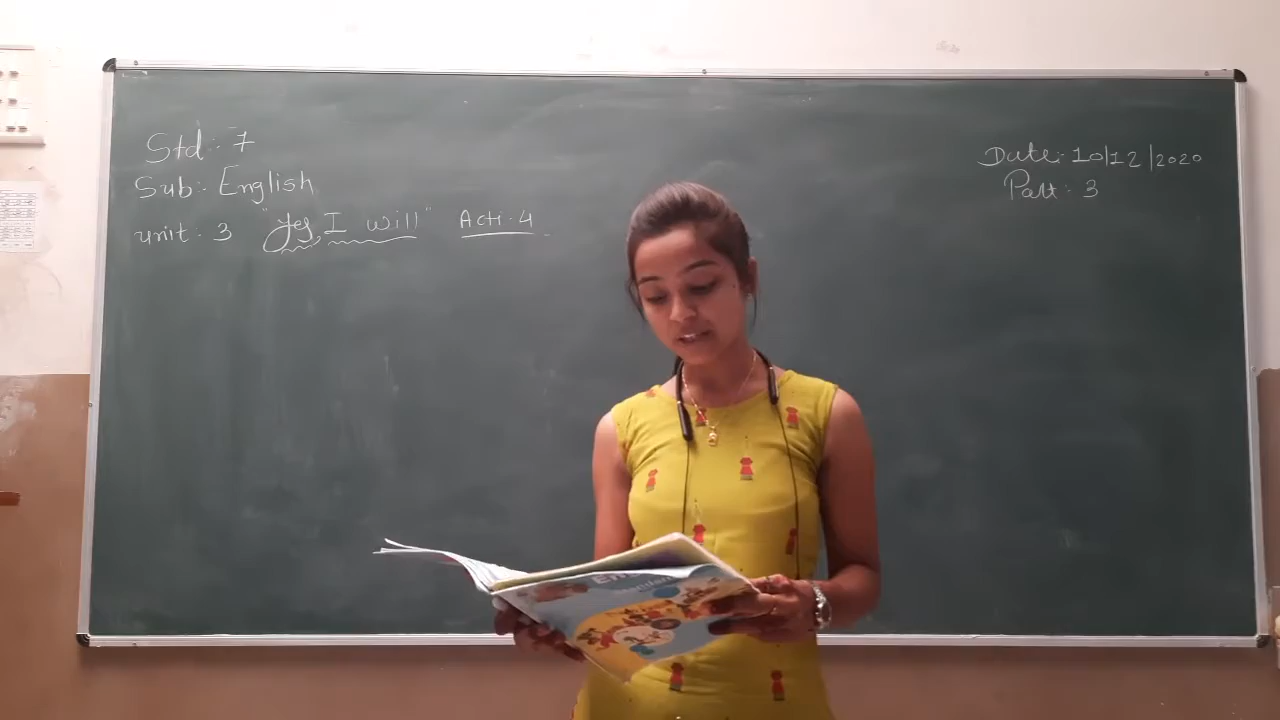 Std:- 7
Sub:- English
unit:- 3 "Yes, I will" Acti:- 4
Date:- 10/12/2020
Part:- 3